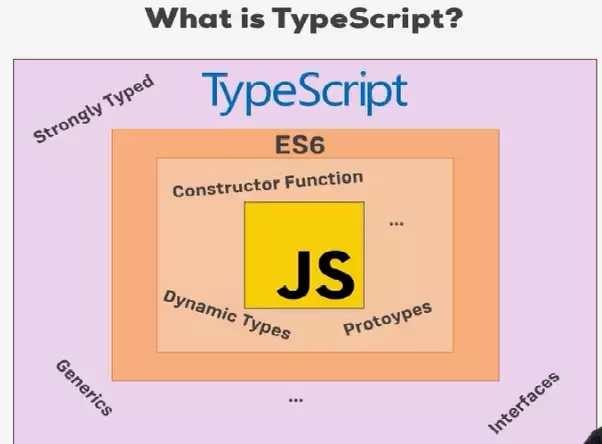 What is TypeScript?
TypeScript
Strongly Typed
ES6
Constructor Function
...
JS
Dynamic Types
Protoypes
Generics
...
Interfaces